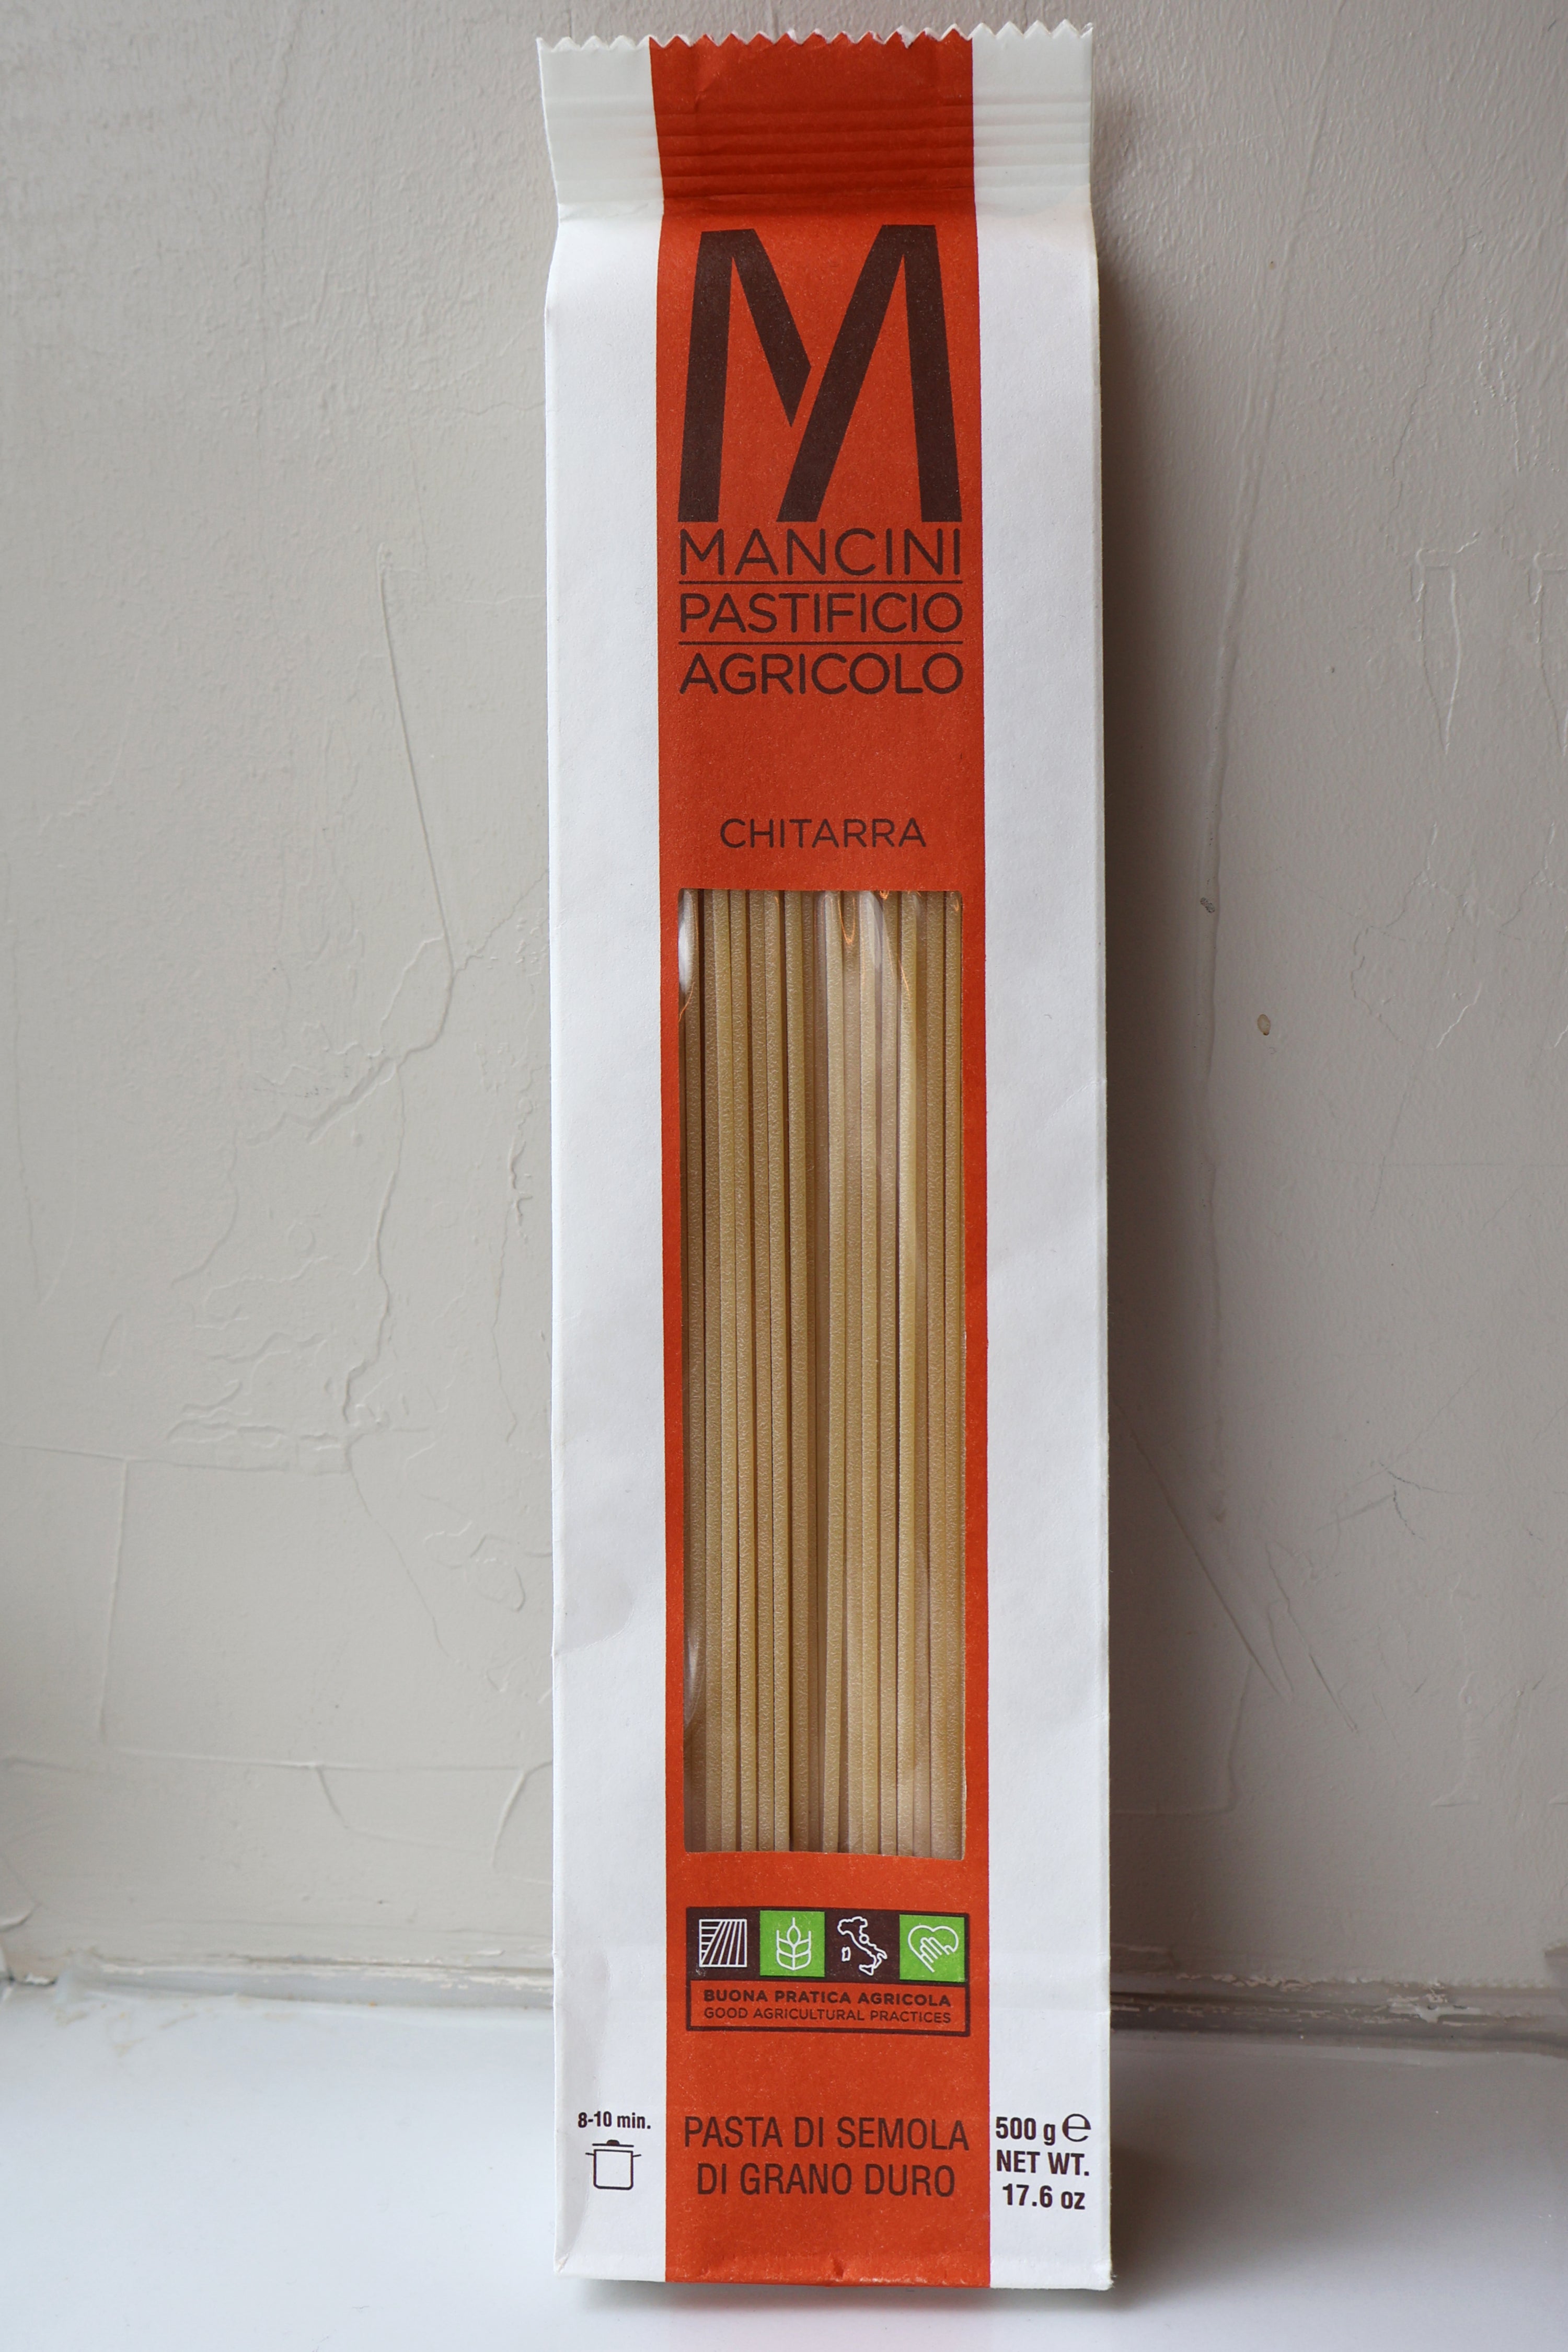 M
MANCINI
PASTIFICIO
AGRICOLO
CHITARRA
BUONA PRATICA AGRICOLA
GOOD AGRICULTURAL PRACTICES
8-10 min.
PASTA DI SEMOLA
DI GRANO DURO
500 g ℮
NET WT.
17.6 oz